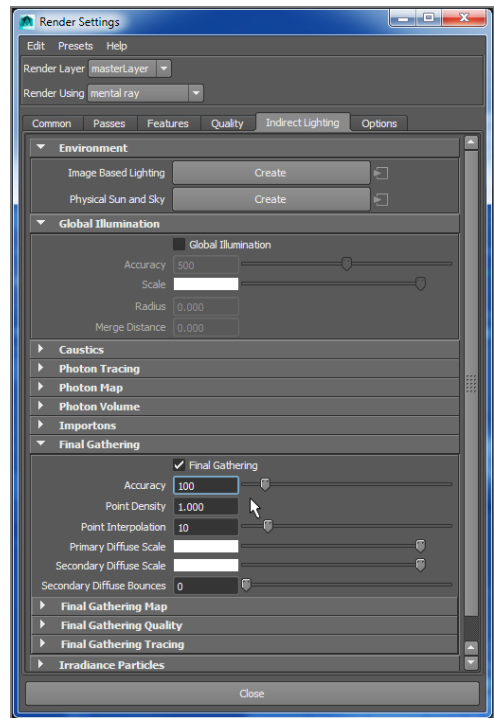 Render Settings
Edit Presets Help
Render Layer masterLayer
Render Using mental ray
Common Passes Features Quality Indirect Lighting Options
Environment
Image Based Lighting Create
Physical Sun and Sky Create
Global Illumination
Global Illumination
Accuracy 500
Scale
Radius 0.000
Merge Distance 0.000
Caustics
Photon Tracing
Photon Map
Photon Volume
Importons
Final Gathering
Final Gathering
Accuracy 100
Point Density 1.000
Point Interpolation 10
Primary Diffuse Scale
Secondary Diffuse Scale
Secondary Diffuse Bounces 0
Final Gathering Map
Final Gathering Quality
Final Gathering Tracing
Irradiance Particles
Close